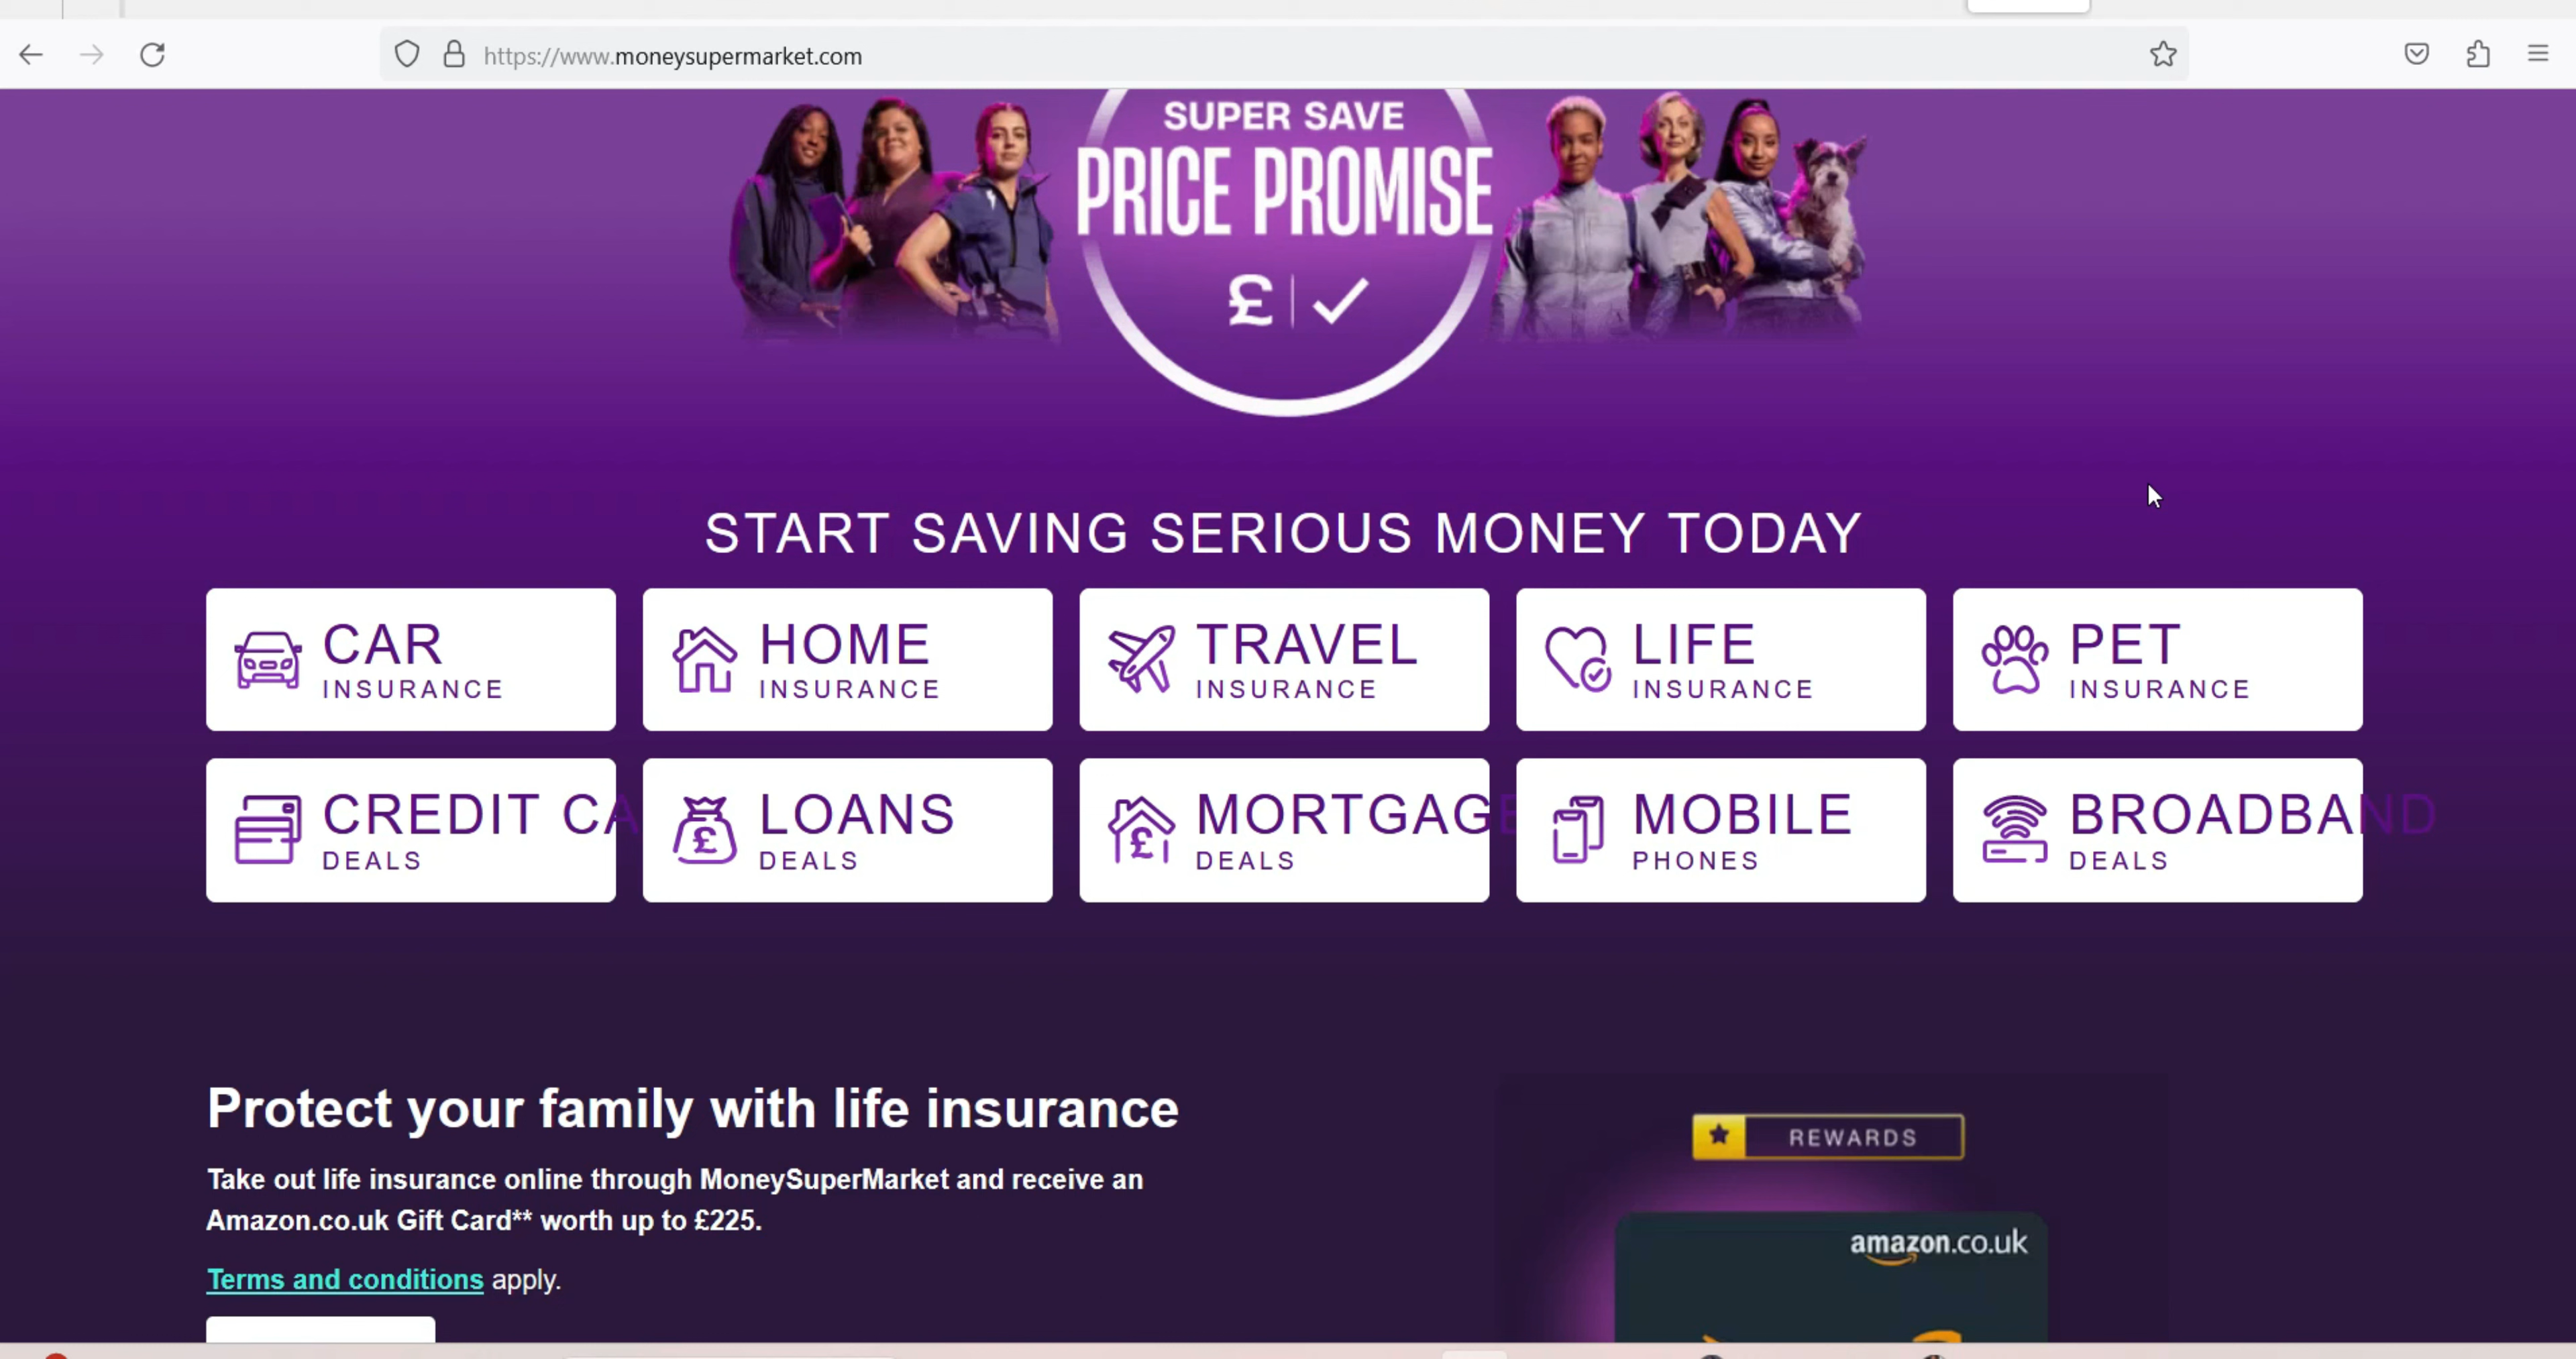 https://www.moneysupermarket.com
SUPER SAVE
PRICE PROMISE
£
START SAVING SERIOUS MONEY TODAY
CAR
INSURANCE
HOME
INSURANCE
TRAVEL
INSURANCE
LIFE
INSURANCE
PET
INSURANCE
CREDIT CA
DEALS
LOANS
DEALS
MORTGAGE
DEALS
MOBILE
PHONES
BROADBAND
DEALS
Protect your family with life insurance
Take out life insurance online through MoneySuperMarket and receive an
Amazon.co.uk Gift Card** worth up to £225.
Terms and conditions apply.
REWARDS
amazon.co.uk